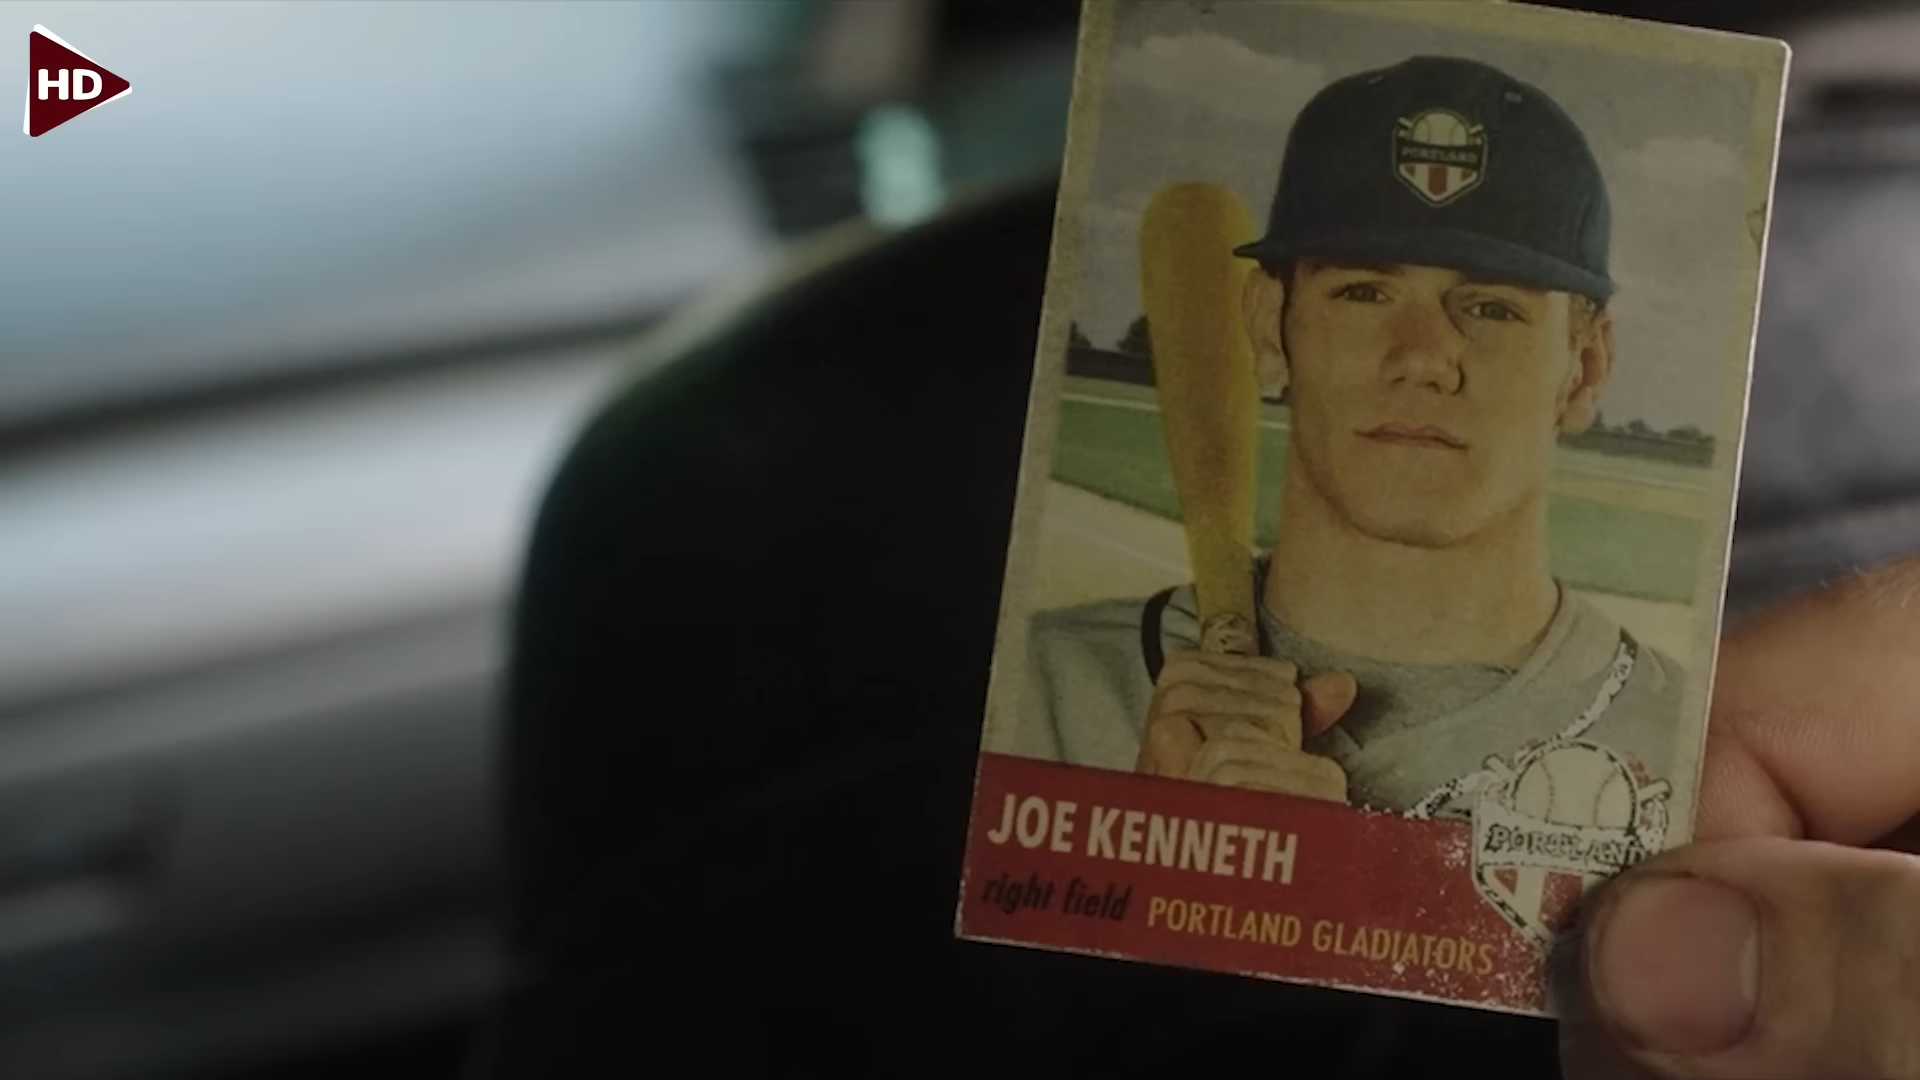 HD
PORTLAND
JOE KENNETH
PORTLAND
right field PORTLAND GLADIATORS